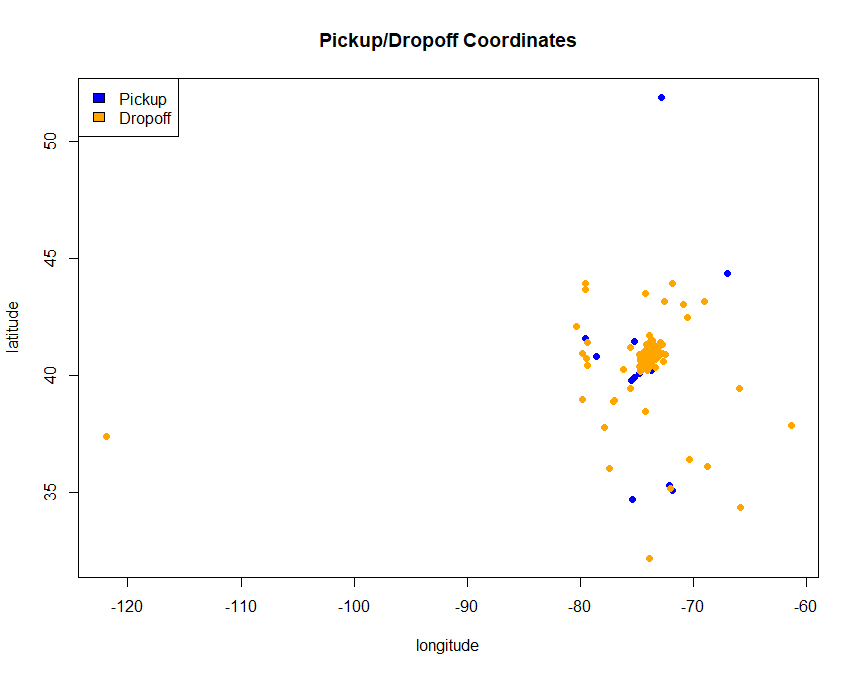 Pickup/Dropoff Coordinates
Pickup
Dropoff
50
45
40
35
latitude
-120 -110 -100 -90 -80 -70 -60
longitude